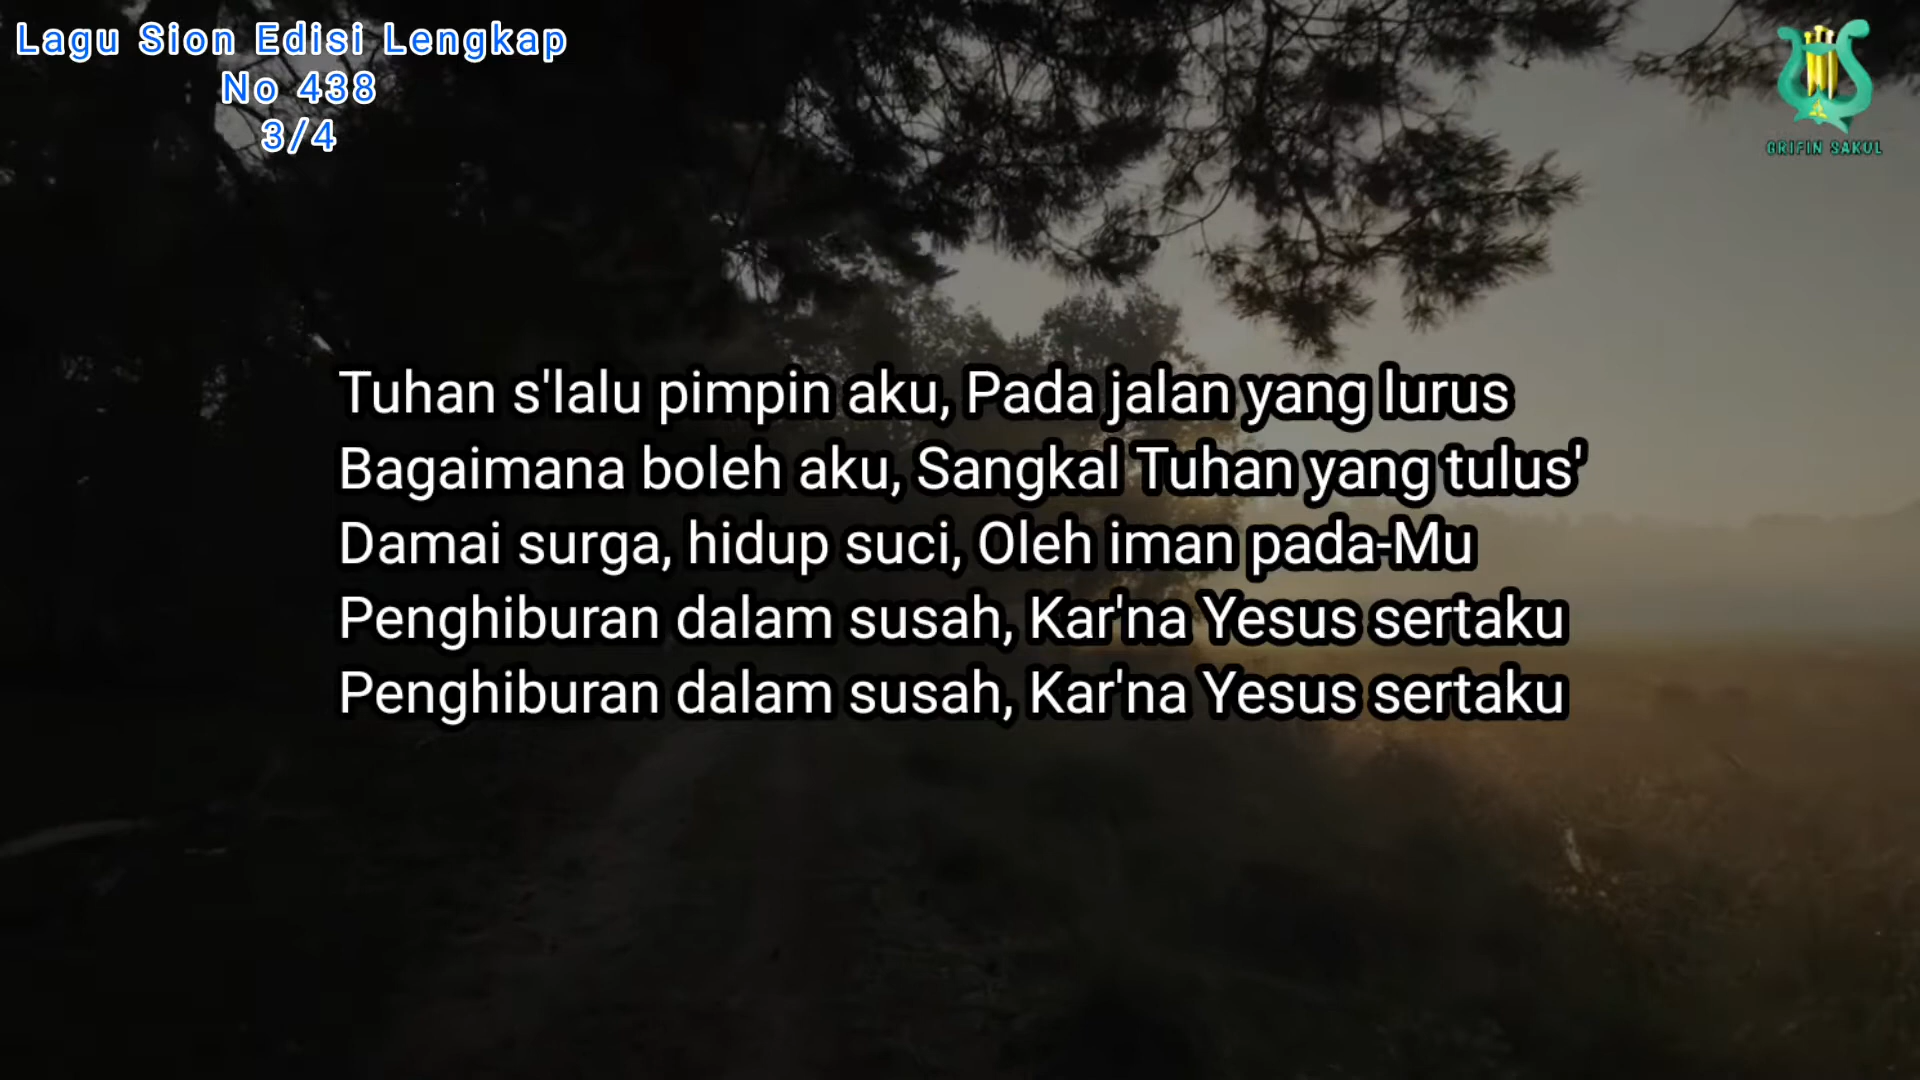 Lagu Sion Edisi Lengkap
No 438
3/4
GRIFIN SAKUL
Tuhan s'lalu pimpin aku, Pada jalan yang lurus
Bagaimana boleh aku, Sangkal Tuhan yang tulus'
Damai surga, hidup suci, Oleh iman pada-Mu
Penghiburan dalam susah, Kar'na Yesus sertaku
Penghiburan dalam susah, Kar'na Yesus sertaku